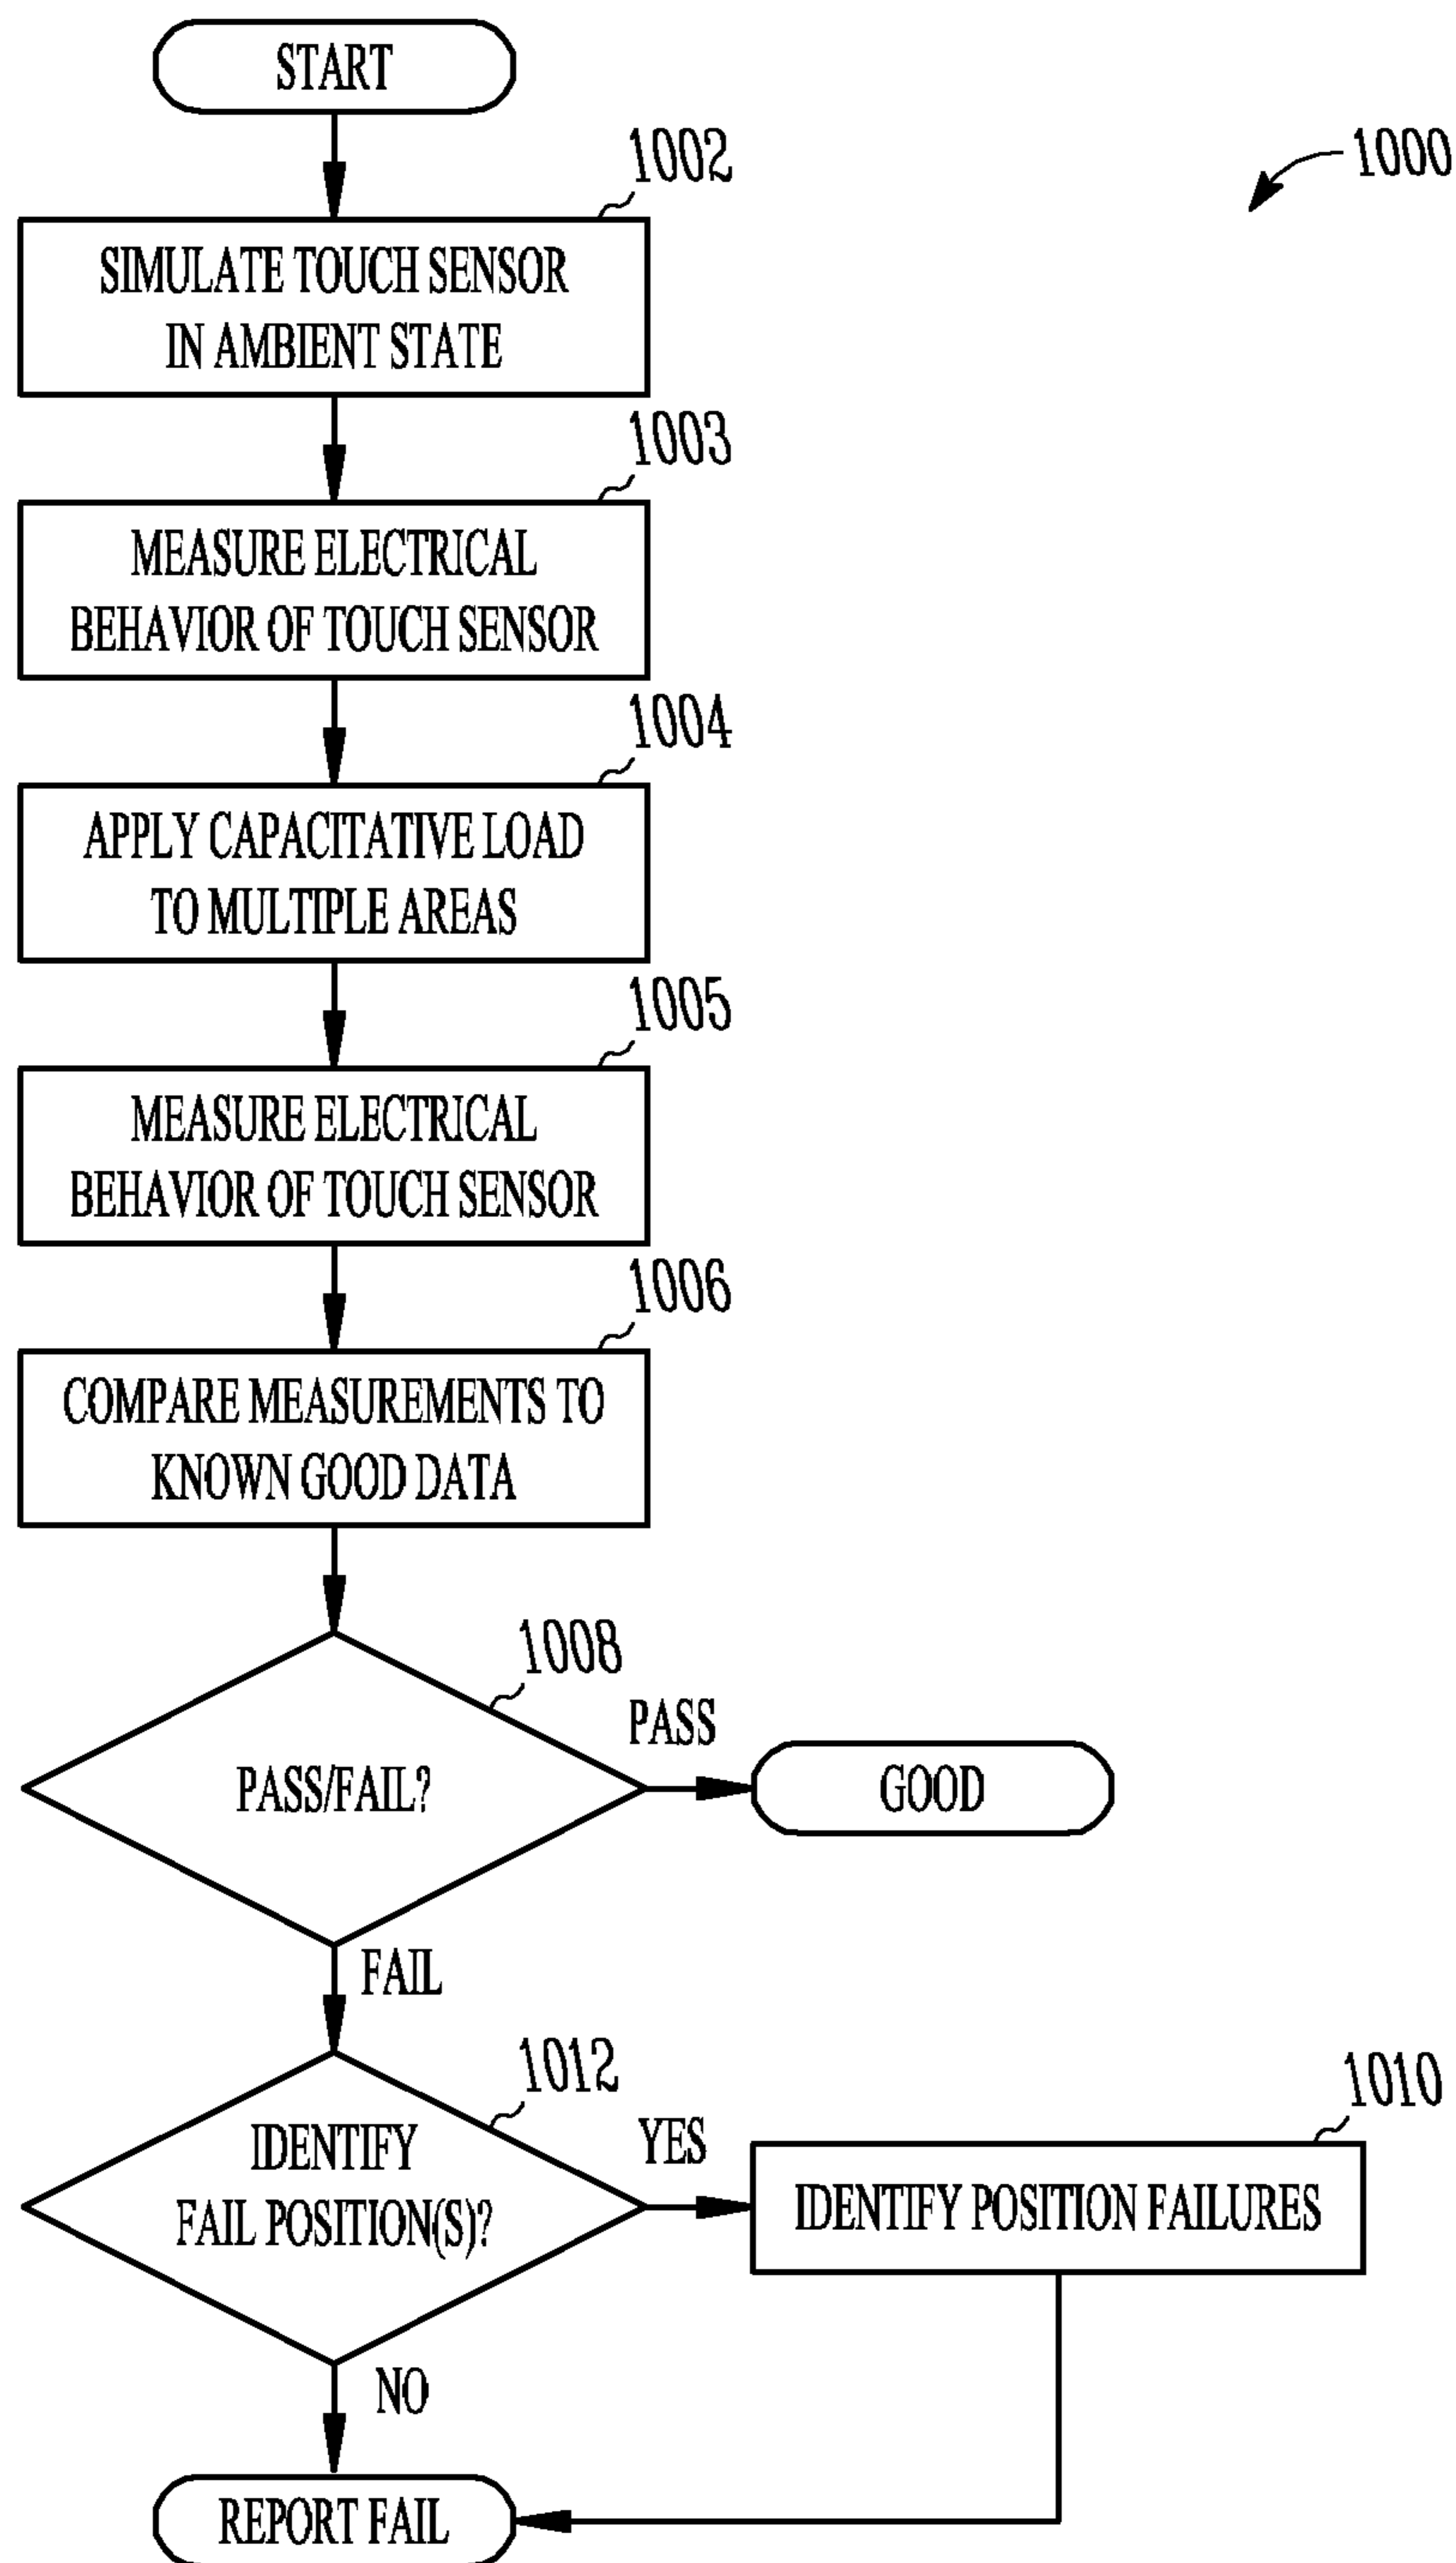 START
1000
1002
SIMULATE TOUCH SENSOR
IN AMBIENT STATE
1003
MEASURE ELECTRICAL
BEHAVIOR OF TOUCH SENSOR
1004
APPLY CAPACITATIVE LOAD
TO MULTIPLE AREAS
1005
MEASURE ELECTRICAL
BEHAVIOR OF TOUCH SENSOR
1006
COMPARE MEASUREMENTS TO
KNOWN GOOD DATA
1008
PASS/FAIL?
PASS
GOOD
FAIL
1012
IDENTIFY
FAIL POSITION(S)?
YES
1010
IDENTIFY POSITION FAILURES
NO
REPORT FAIL